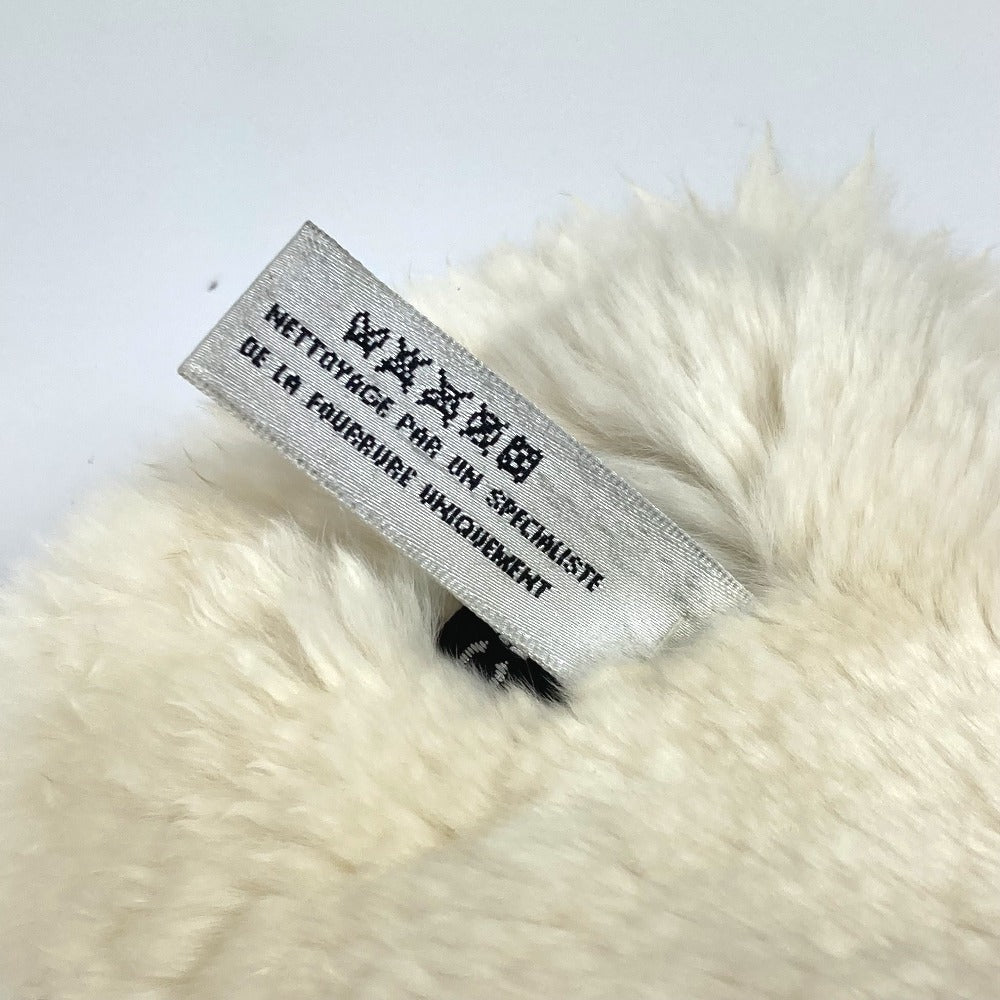 NETTOYAGE PAR UN SPECIALISTE
DE LA FOURRURE UNIQUEMENT